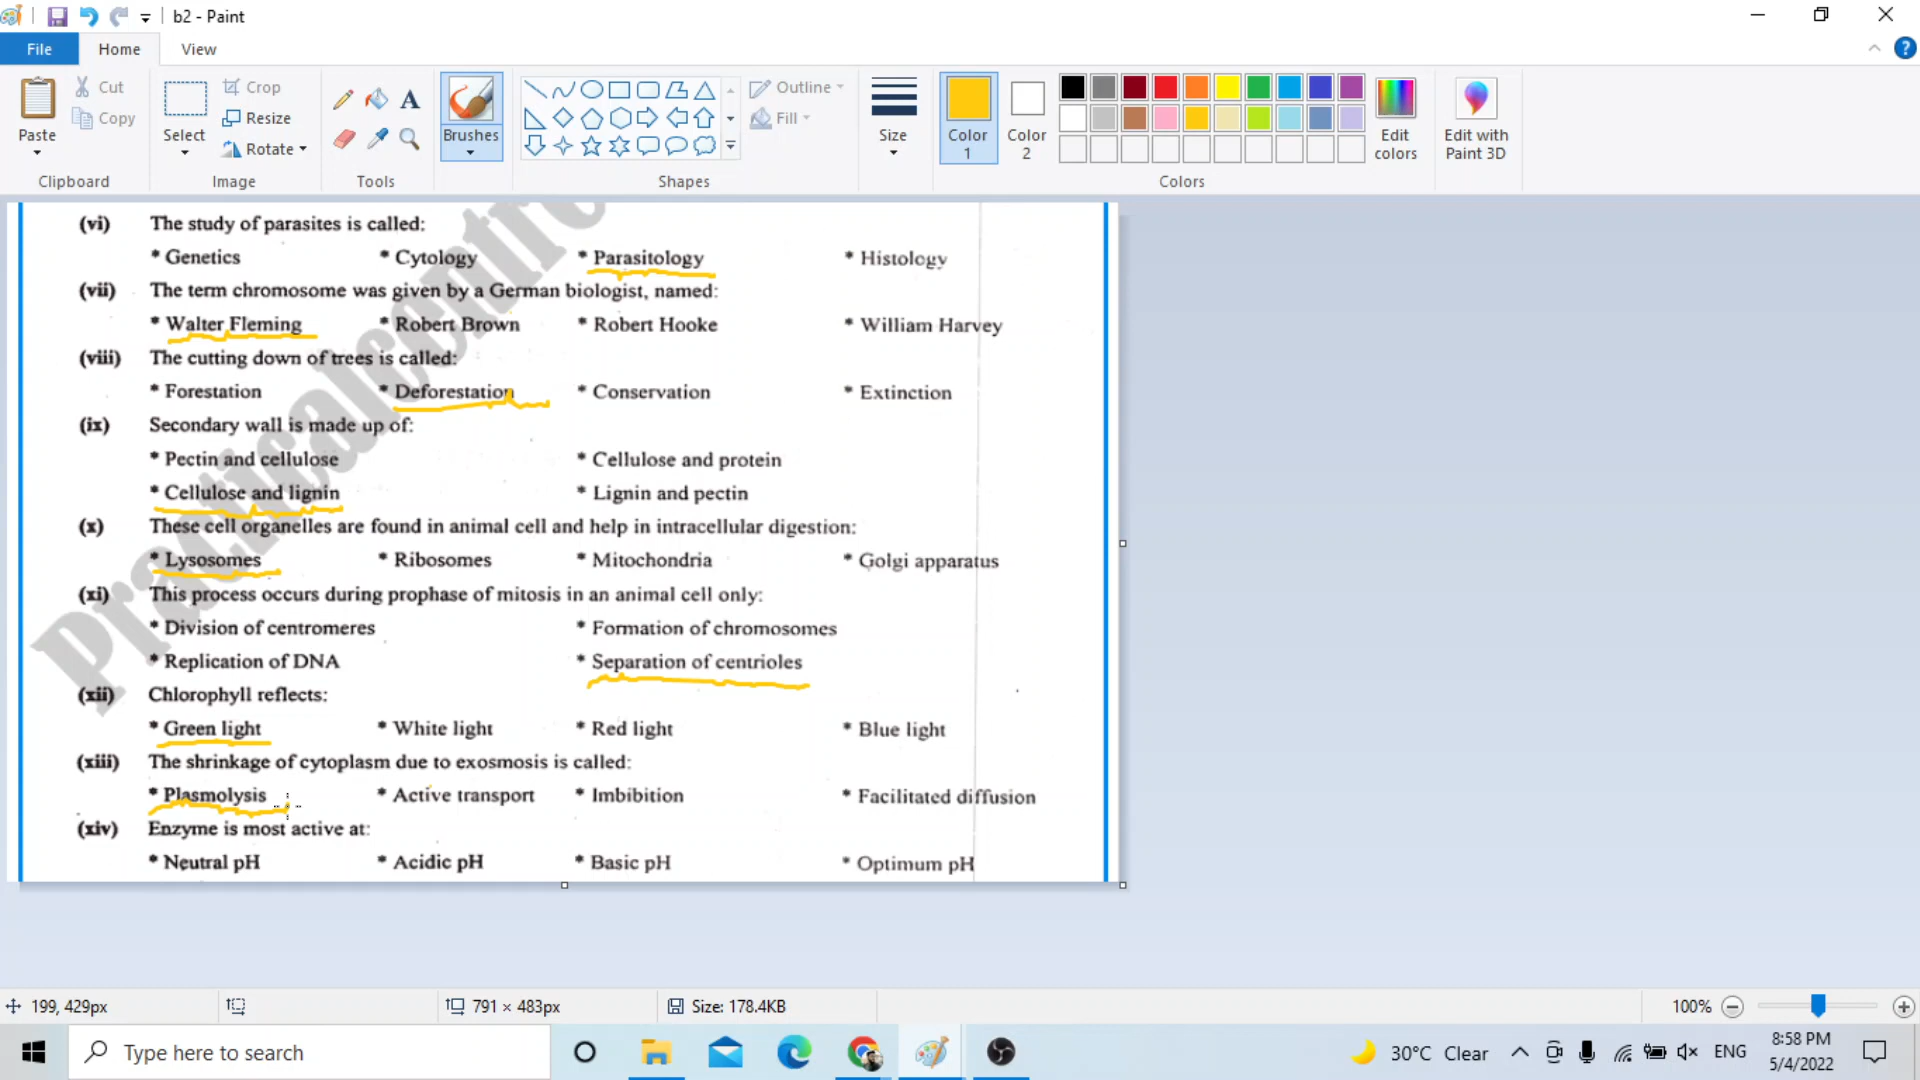 b2 - Paint
File Home View
Paste Cut Copy Clipboard
Select Crop Resize Rotate Image
Tools
Brushes
Shapes Outline Fill
Size
Color 1 Color 2 Edit colors Colors
Edit with Paint 3D
Practicalcentre
(vi) The study of parasites is called:
* Genetics * Cytology * Parasitology * Histology
(vii) The term chromosome was given by a German biologist, named:
* Walter Fleming * Robert Brown * Robert Hooke * William Harvey
(viii) The cutting down of trees is called:
* Forestation * Deforestation * Conservation * Extinction
(ix) Secondary wall is made up of:
* Pectin and cellulose * Cellulose and protein
* Cellulose and lignin * Lignin and pectin
(x) These cell organelles are found in animal cell and help in intracellular digestion:
* Lysosomes * Ribosomes * Mitochondria * Golgi apparatus
(xi) This process occurs during prophase of mitosis in an animal cell only:
* Division of centromeres * Formation of chromosomes
* Replication of DNA * Separation of centrioles
(xii) Chlorophyll reflects:
* Green light * White light * Red light * Blue light
(xiii) The shrinkage of cytoplasm due to exosmosis is called:
* Plasmolysis * Active transport * Imbibition * Facilitated diffusion
(xiv) Enzyme is most active at:
* Neutral pH * Acidic pH * Basic pH * Optimum pH
199, 429px 791 × 483px Size: 178.4KB 100%
Type here to search 30°C Clear ENG 8:58 PM
5/4/2022